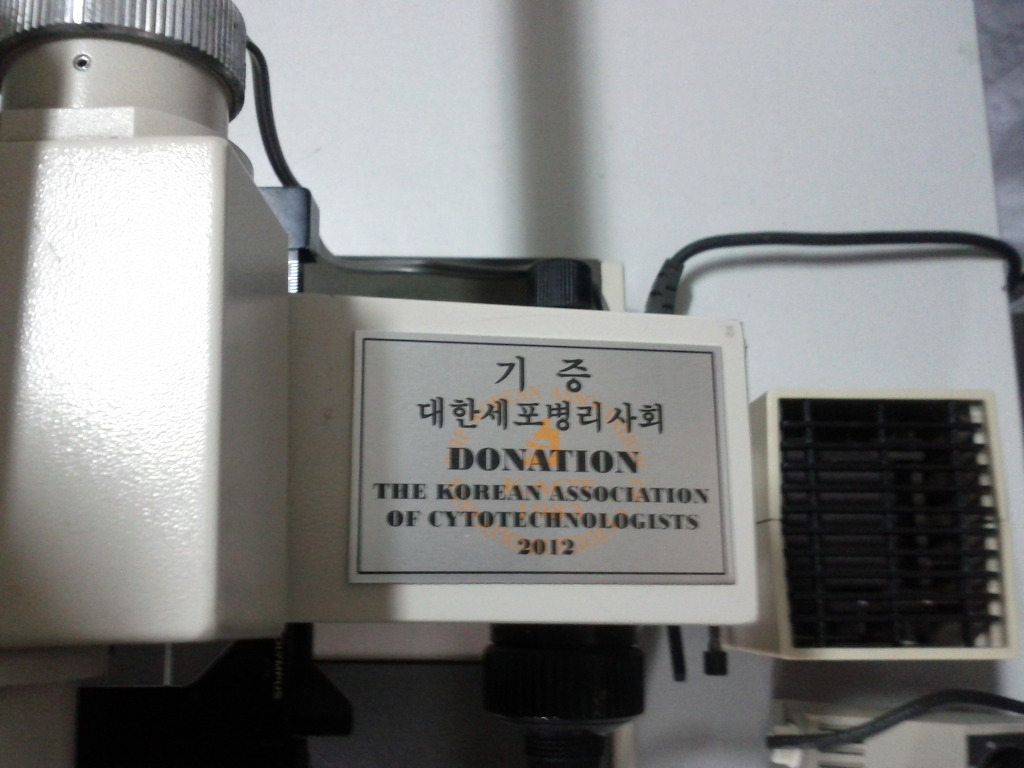 기 증
대한세포병리사회
DONATION
THE KOREAN ASSOCIATION
OF CYTOTECHNOLOGISTS
2012